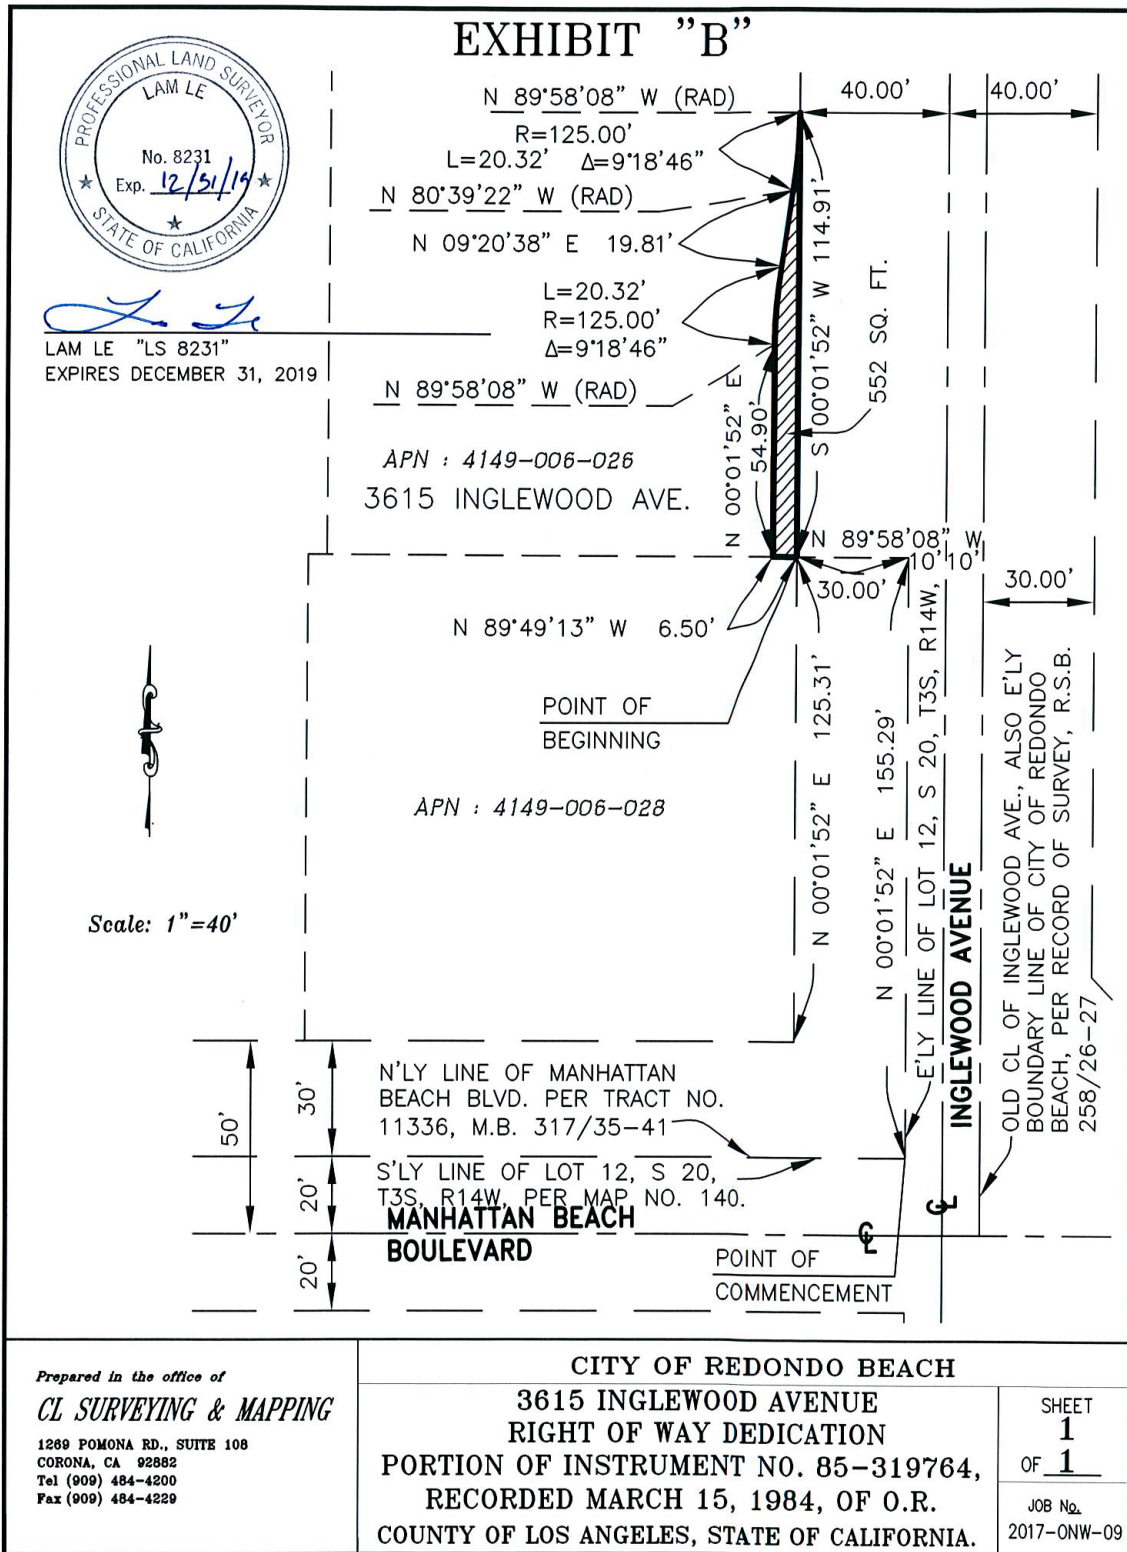 EXHIBIT "B"
PROFESSIONAL LAND SURVEYOR
LAM LE
No. 8231
Exp. 12/31/19
STATE OF CALIFORNIA
LAM LE "LS 8231"
EXPIRES DECEMBER 31, 2019
N 89°58'08" W (RAD)
R=125.00'
L=20.32' Δ=9°18'46"
N 80°39'22" W (RAD)
N 09°20'38" E 19.81'
L=20.32'
R=125.00'
Δ=9°18'46"
N 89°58'08" W (RAD)
40.00'
40.00'
S 00°01'52" W 114.91'
552 SQ. FT.
N 00°01'52" E
54.90'
APN : 4149-006-026
3615 INGLEWOOD AVE.
N 89°58'08" W
10' 10'
30.00'
30.00'
N 89°49'13" W 6.50'
POINT OF
BEGINNING
APN : 4149-006-028
N 00°01'52" E 125.31'
N 00°01'52" E 155.29'
E'LY LINE OF LOT 12, S 20, T3S, R14W,
INGLEWOOD AVENUE
OLD CL OF INGLEWOOD AVE., ALSO E'LY
BOUNDARY LINE OF CITY OF REDONDO
BEACH, PER RECORD OF SURVEY, R.S.B.
258/26-27
Scale: 1"=40'
50'
30'
20'
20'
N'LY LINE OF MANHATTAN
BEACH BLVD. PER TRACT NO.
11336, M.B. 317/35-41
S'LY LINE OF LOT 12, S 20,
T3S, R14W, PER MAP NO. 140.
MANHATTAN BEACH
BOULEVARD
CL
CL
POINT OF
COMMENCEMENT
Prepared in the office of
CL SURVEYING & MAPPING
1269 POMONA RD., SUITE 108
CORONA, CA 92882
Tel (909) 484-4200
Fax (909) 484-4229
CITY OF REDONDO BEACH
3615 INGLEWOOD AVENUE
RIGHT OF WAY DEDICATION
PORTION OF INSTRUMENT NO. 85-319764,
RECORDED MARCH 15, 1984, OF O.R.
COUNTY OF LOS ANGELES, STATE OF CALIFORNIA.
SHEET
1
OF 1
JOB No.
2017-ONW-09